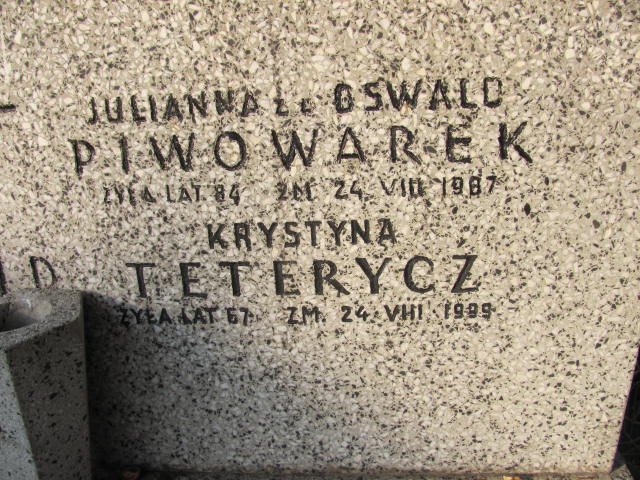 JULIANNA z d OSWALD
PIWOWAREK
ŻYŁA LAT 84 ZM. 24 VIII 1987
KRYSTYNA
TETERYCZ
ŻYŁA LAT 67 ZM. 24 VIII 1999
D